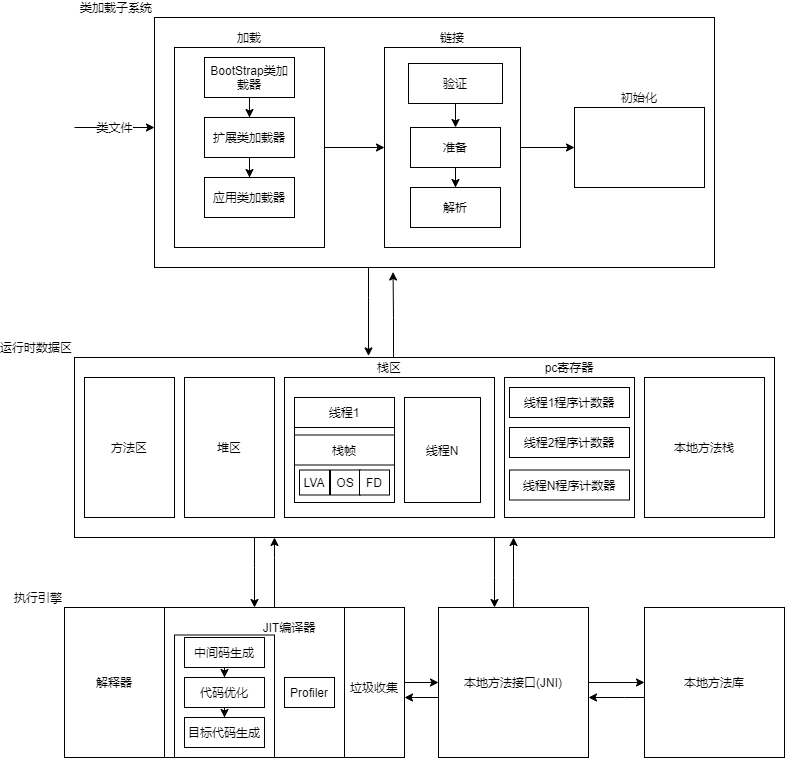 类加载子系统
加载
链接
BootStrap类加
载器
验证
初始化
类文件
扩展类加载器
准备
应用类加载器
解析
运行时数据区
栈区
pc寄存器
方法区
堆区
线程1
栈帧
LVA
OS
FD
线程N
线程1程序计数器
线程2程序计数器
线程N程序计数器
本地方法栈
执行引擎
解释器
JIT编译器
中间码生成
代码优化
目标代码生成
Profiler
垃圾收集
本地方法接口(JNI)
本地方法库